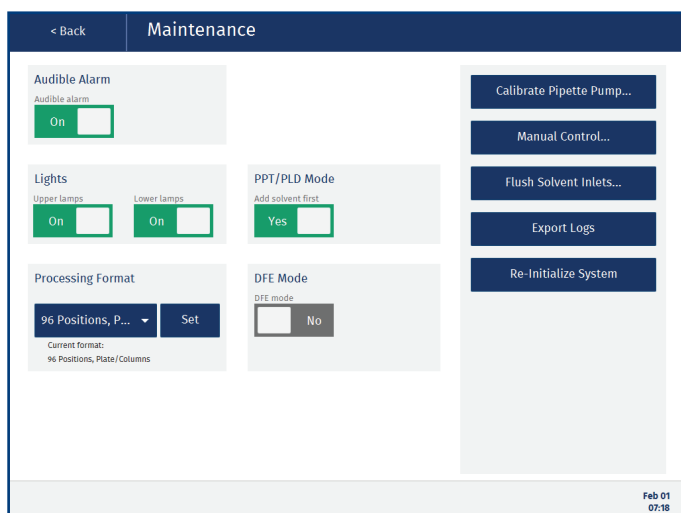 < Back
Maintenance
Audible Alarm
Audible alarm
On
Lights
Upper lamps
Lower lamps
On
On
PPT/PLD Mode
Add solvent first
Yes
Processing Format
96 Positions, P...
Set
Current format:
96 Positions, Plate/Columns
DFE Mode
DFE mode
No
Calibrate Pipette Pump...
Manual Control...
Flush Solvent Inlets...
Export Logs
Re-Initialize System
Feb 01
07:18